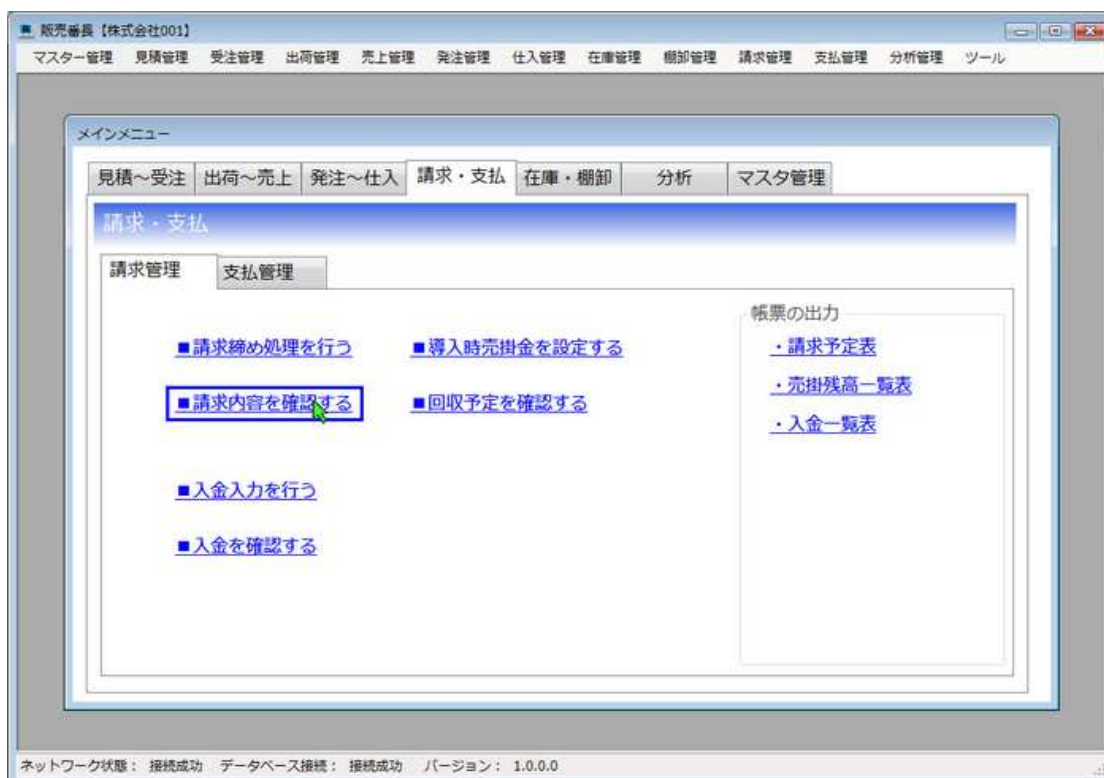 販売番長【株式会社001】
マスター管理 見積管理 受注管理 出荷管理 売上管理 発注管理 仕入管理 在庫管理 棚卸管理 請求管理 支払管理 分析管理 ツール
メインメニュー
見積～受注 出荷～売上 発注～仕入 請求・支払 在庫・棚卸 分析 マスタ管理
請求・支払
請求管理 支払管理
帳票の出力
■請求締め処理を行う ■導入時売掛金を設定する ・請求予定表
・売掛残高一覧表
■請求内容を確認する ■回収予定を確認する
・入金一覧表
■入金入力を行う
■入金を確認する
ネットワーク状態： 接続成功 データベース接続： 接続成功 バージョン： 1.0.0.0